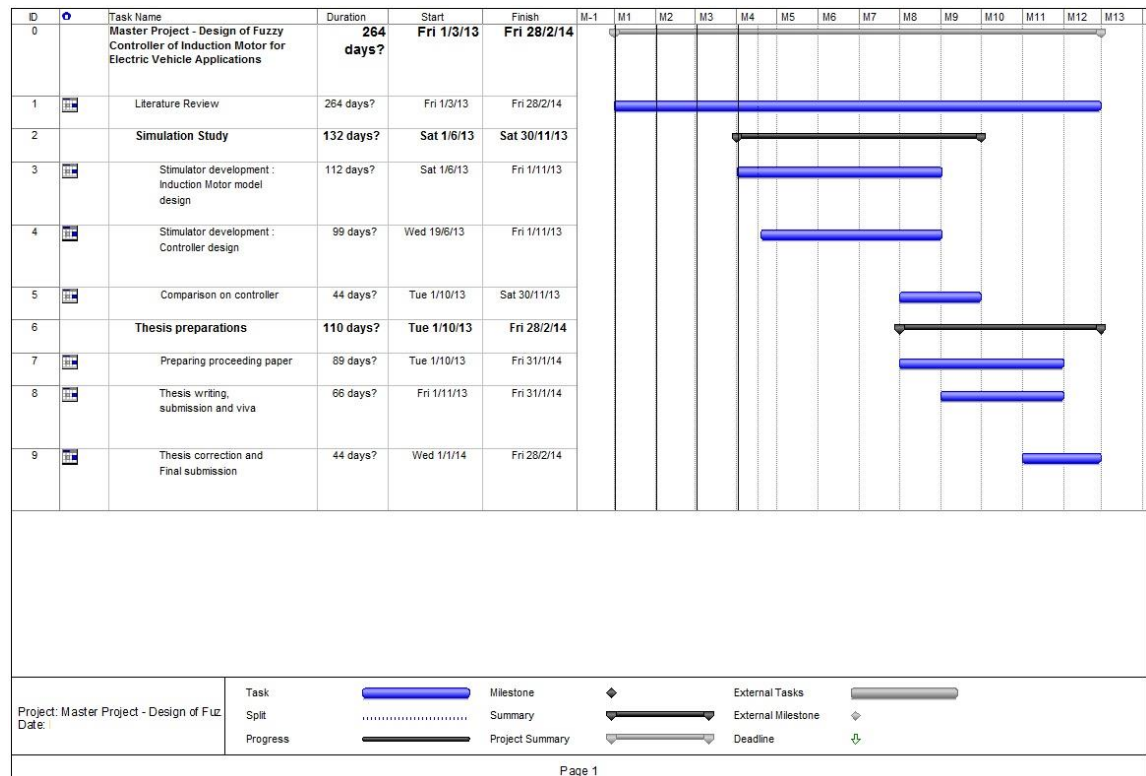 ID Task Name Duration Start Finish M-1 M1 M2 M3 M4 M5 M6 M7 M8 M9 M10 M11 M12 M13
0 Master Project - Design of Fuzzy 264 Fri 1/3/13 Fri 28/2/14
Controller of Induction Motor for days?
Electric Vehicle Applications
1 Literature Review 264 days? Fri 1/3/13 Fri 28/2/14
2 Simulation Study 132 days? Sat 1/6/13 Sat 30/11/13
3 Stimulator development : 112 days? Sat 1/6/13 Fri 1/11/13
Induction Motor model
design
4 Stimulator development : 99 days? Wed 19/6/13 Fri 1/11/13
Controller design
5 Comparison on controller 44 days? Tue 1/10/13 Sat 30/11/13
6 Thesis preparations 110 days? Tue 1/10/13 Fri 28/2/14
7 Preparing proceeding paper 89 days? Tue 1/10/13 Fri 31/1/14
8 Thesis writing, 66 days? Fri 1/11/13 Fri 31/1/14
submission and viva
9 Thesis correction and 44 days? Wed 1/1/14 Fri 28/2/14
Final submission
Project: Master Project - Design of Fuz
Date:
Task Milestone External Tasks
Split Summary External Milestone
Progress Project Summary Deadline
Page 1